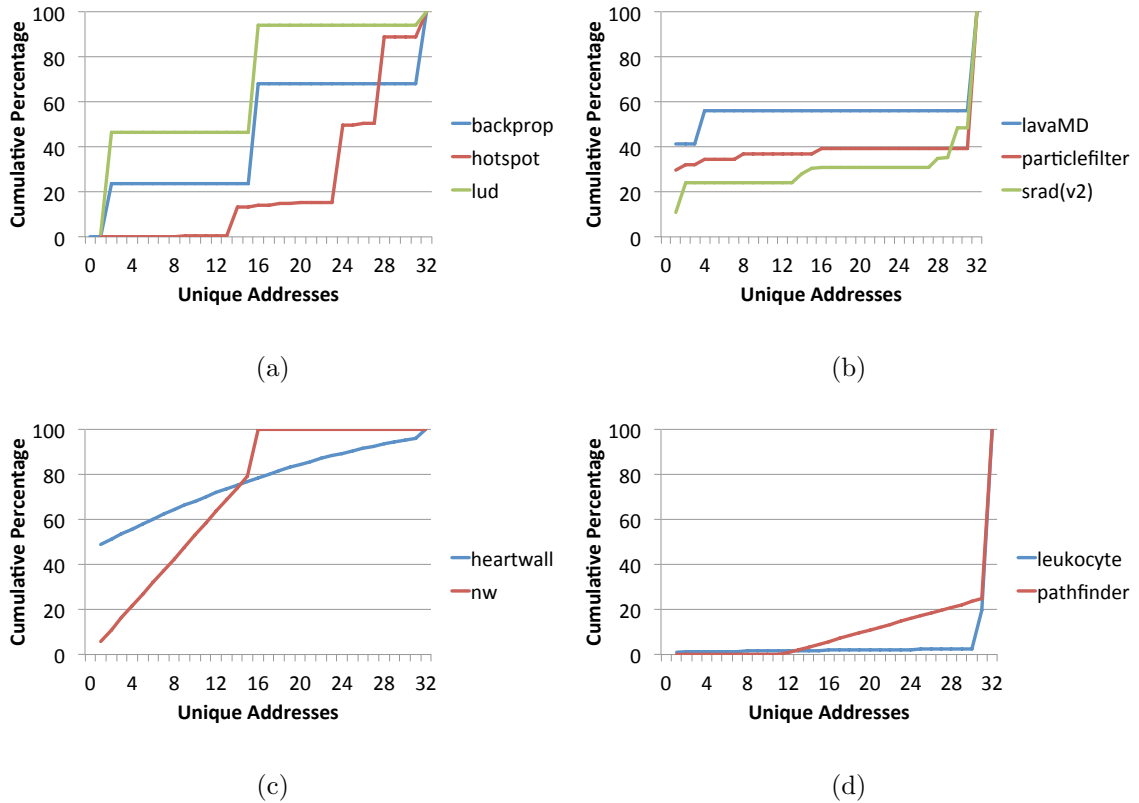 100
80
60
40
20
0
Cumulative Percentage
0 4 8 12 16 20 24 28 32
Unique Addresses
backprop
hotspot
lud
(a)
100
80
60
40
20
0
Cumulative Percentage
0 4 8 12 16 20 24 28 32
Unique Addresses
lavaMD
particlefilter
srad(v2)
(b)
100
80
60
40
20
0
Cumulative Percentage
0 4 8 12 16 20 24 28 32
Unique Addresses
heartwall
nw
(c)
100
80
60
40
20
0
Cumulative Percentage
0 4 8 12 16 20 24 28 32
Unique Addresses
leukocyte
pathfinder
(d)